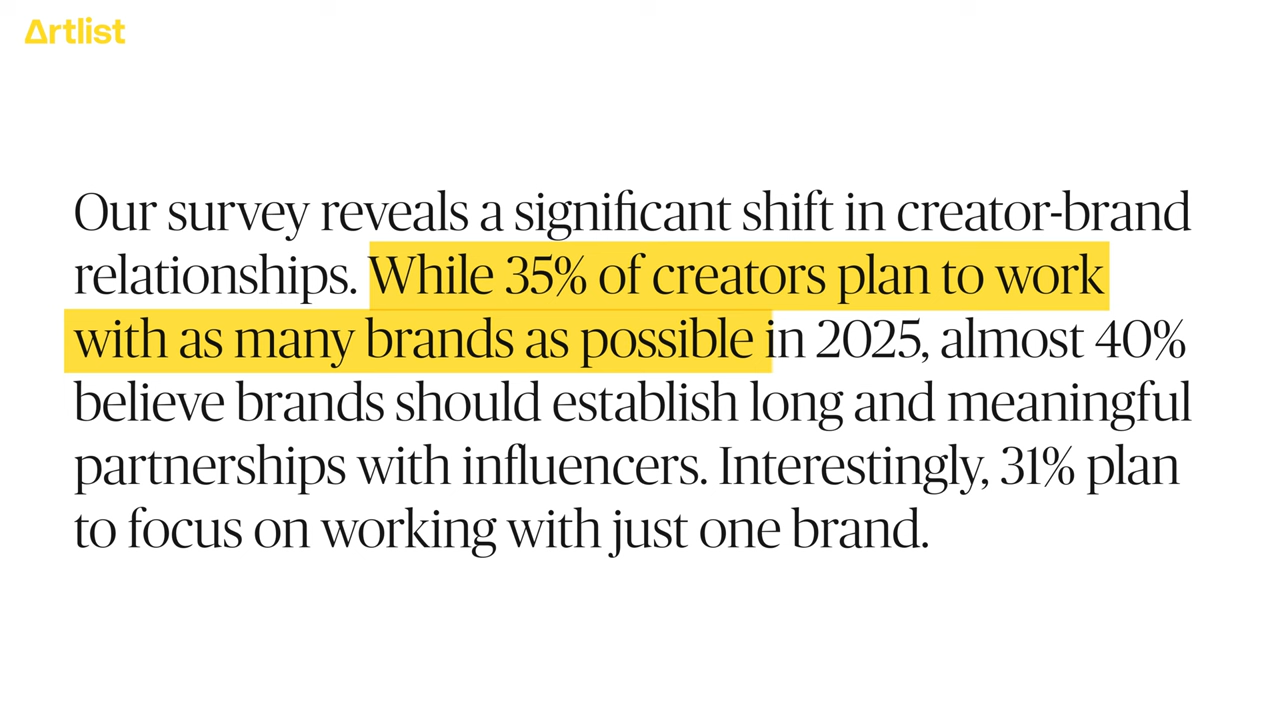 Artlist
Our survey reveals a significant shift in creator-brand
relationships. While 35% of creators plan to work
with as many brands as possible in 2025, almost 40%
believe brands should establish long and meaningful
partnerships with influencers. Interestingly, 31% plan
to focus on working with just one brand.